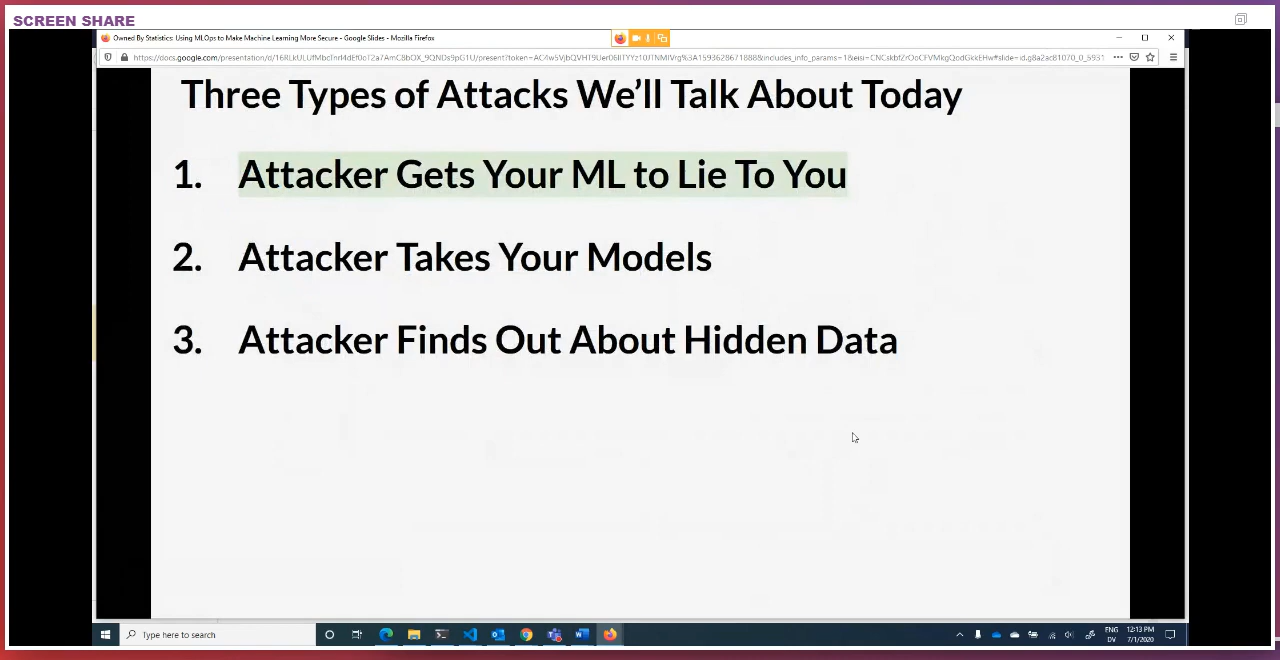 SCREEN SHARE
Owned By Statistics: Using MLOps to Make Machine Learning More Secure - Google Slides - Mozilla Firefox
Three Types of Attacks We'll Talk About Today
1. Attacker Gets Your ML to Lie To You
2. Attacker Takes Your Models
3. Attacker Finds Out About Hidden Data
Type here to search
ENG
DV
12:13 PM
7/1/2020